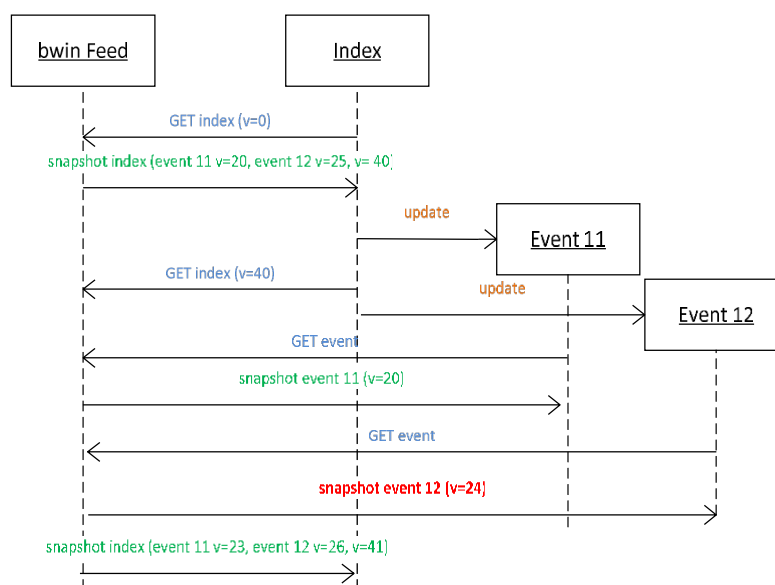 bwin Feed
Index
GET index (v=0)
snapshot index (event 11 v=20, event 12 v=25, v= 40)
update
Event 11
GET index (v=40)
update
Event 12
GET event
snapshot event 11 (v=20)
GET event
snapshot event 12 (v=24)
snapshot index (event 11 v=23, event 12 v=26, v=41)